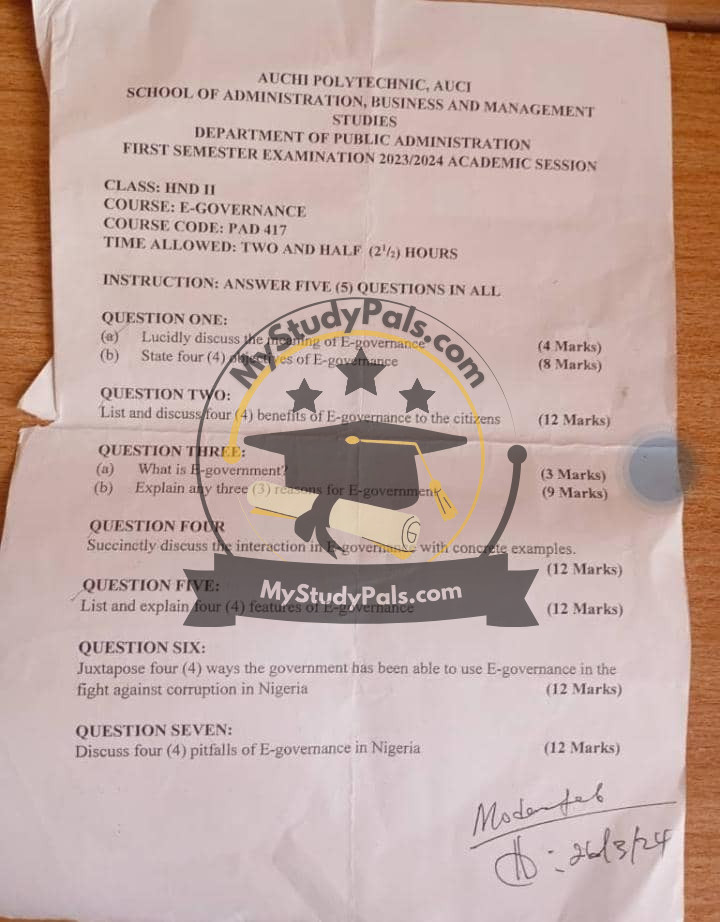 AUCHI POLYTECHNIC, AUCI
SCHOOL OF ADMINISTRATION, BUSINESS AND MANAGEMENT
STUDIES
DEPARTMENT OF PUBLIC ADMINISTRATION
FIRST SEMESTER EXAMINATION 2023/2024 ACADEMIC SESSION
CLASS: HND II
COURSE: E-GOVERNANCE
COURSE CODE: PAD 417
TIME ALLOWED: TWO AND HALF (2¹/₂) HOURS
INSTRUCTION: ANSWER FIVE (5) QUESTIONS IN ALL
QUESTION ONE:
(a) Lucidly discuss the meaning of E-governance (4 Marks)
(b) State four (4) objectives of E-governance (8 Marks)
QUESTION TWO:
List and discuss four (4) benefits of E-governance to the citizens (12 Marks)
QUESTION THREE:
(a) What is E-government? (3 Marks)
(b) Explain any three (3) reasons for E-government (9 Marks)
QUESTION FOUR
Succinctly discuss the interaction in E-governance with concrete examples.
(12 Marks)
QUESTION FIVE:
List and explain four (4) features of E-governance (12 Marks)
QUESTION SIX:
Juxtapose four (4) ways the government has been able to use E-governance in the
fight against corruption in Nigeria (12 Marks)
QUESTION SEVEN:
Discuss four (4) pitfalls of E-governance in Nigeria (12 Marks)
26/3/24
MyStudyPals.com
MyStudyPals.com